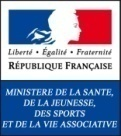 Liberté • Égalité • Fraternité
RÉPUBLIQUE FRANÇAISE
MINISTERE DE LA SANTE,
DE LA JEUNESSE,
DES SPORTS
ET DE LA VIE ASSOCIATIVE